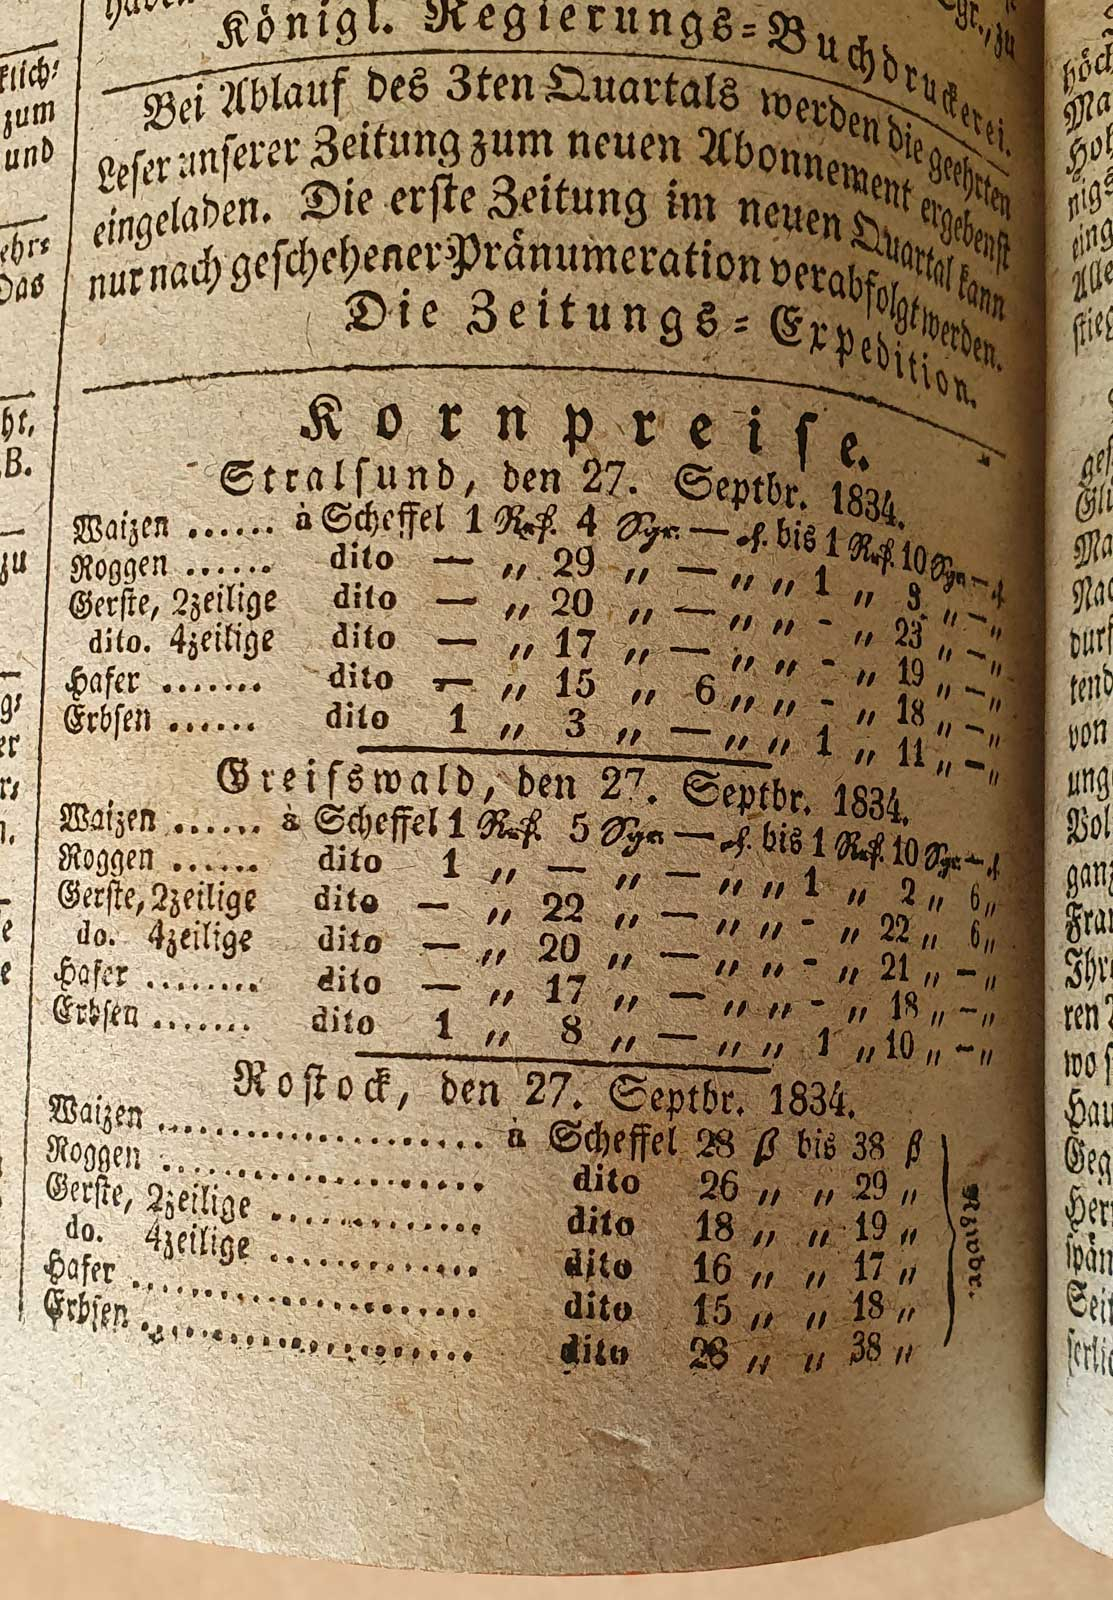 Königl. Regierungs-Buchdruckerei.
Bei Ablauf des 3ten Quartals werden die geehrten
Leser unserer Zeitung zum neuen Abonnement ergebenst
eingeladen. Die erste Zeitung im neuen Quartal kann
nur nach geschehener Pränumeration verabfolgt werden.
Die Zeitungs-Expedition.
Kornpreise.
Stralsund, den 27. Septbr. 1834.
Waizen ...... à Scheffel 1 Rthl. 4 Sgr. — pf. bis 1 Rthl. 10 Sgr. — pf.
Roggen ...... dito — „ 29 „ — „ „ 1 „ 3 „ — „
Gerste, 2zeilige dito — „ 20 „ — „ „ - „ 23 „ — „
dito. 4zeilige dito — „ 17 „ — „ „ - „ 19 „ — „
Hafer ....... dito — „ 15 „ 6 „ „ - „ 18 „ — „
Erbsen ...... dito 1 „ 3 „ — „ „ 1 „ 11 „ — „
Greifswald, den 27. Septbr. 1834.
Waizen ...... à Scheffel 1 Rthl. 5 Sgr. — pf. bis 1 Rthl. 10 Sgr. — pf.
Roggen ...... dito 1 „ — „ — „ „ 1 „ 2 „ 6 „
Gerste, 2zeilige dito — „ 22 „ — „ „ - „ 22 „ 6 „
do. 4zeilige dito — „ 20 „ — „ „ - „ 21 „ — „
Hafer ........ dito — „ 17 „ — „ „ - „ 18 „ — „
Erbsen ....... dito 1 „ 8 „ — „ „ 1 „ 10 „ — „
Rostock, den 27. Septbr. 1834.
Waizen ........................ à Scheffel 28 ß bis 38 ß
Roggen ....................... dito 26 „ „ 29 „
Gerste, 2zeilige ............... dito 18 „ „ 19 „
do. 4zeilige ............... dito 16 „ „ 17 „
Hafer ......................... dito 15 „ „ 18 „
Erbsen ........................ dito 28 „ „ 38 „